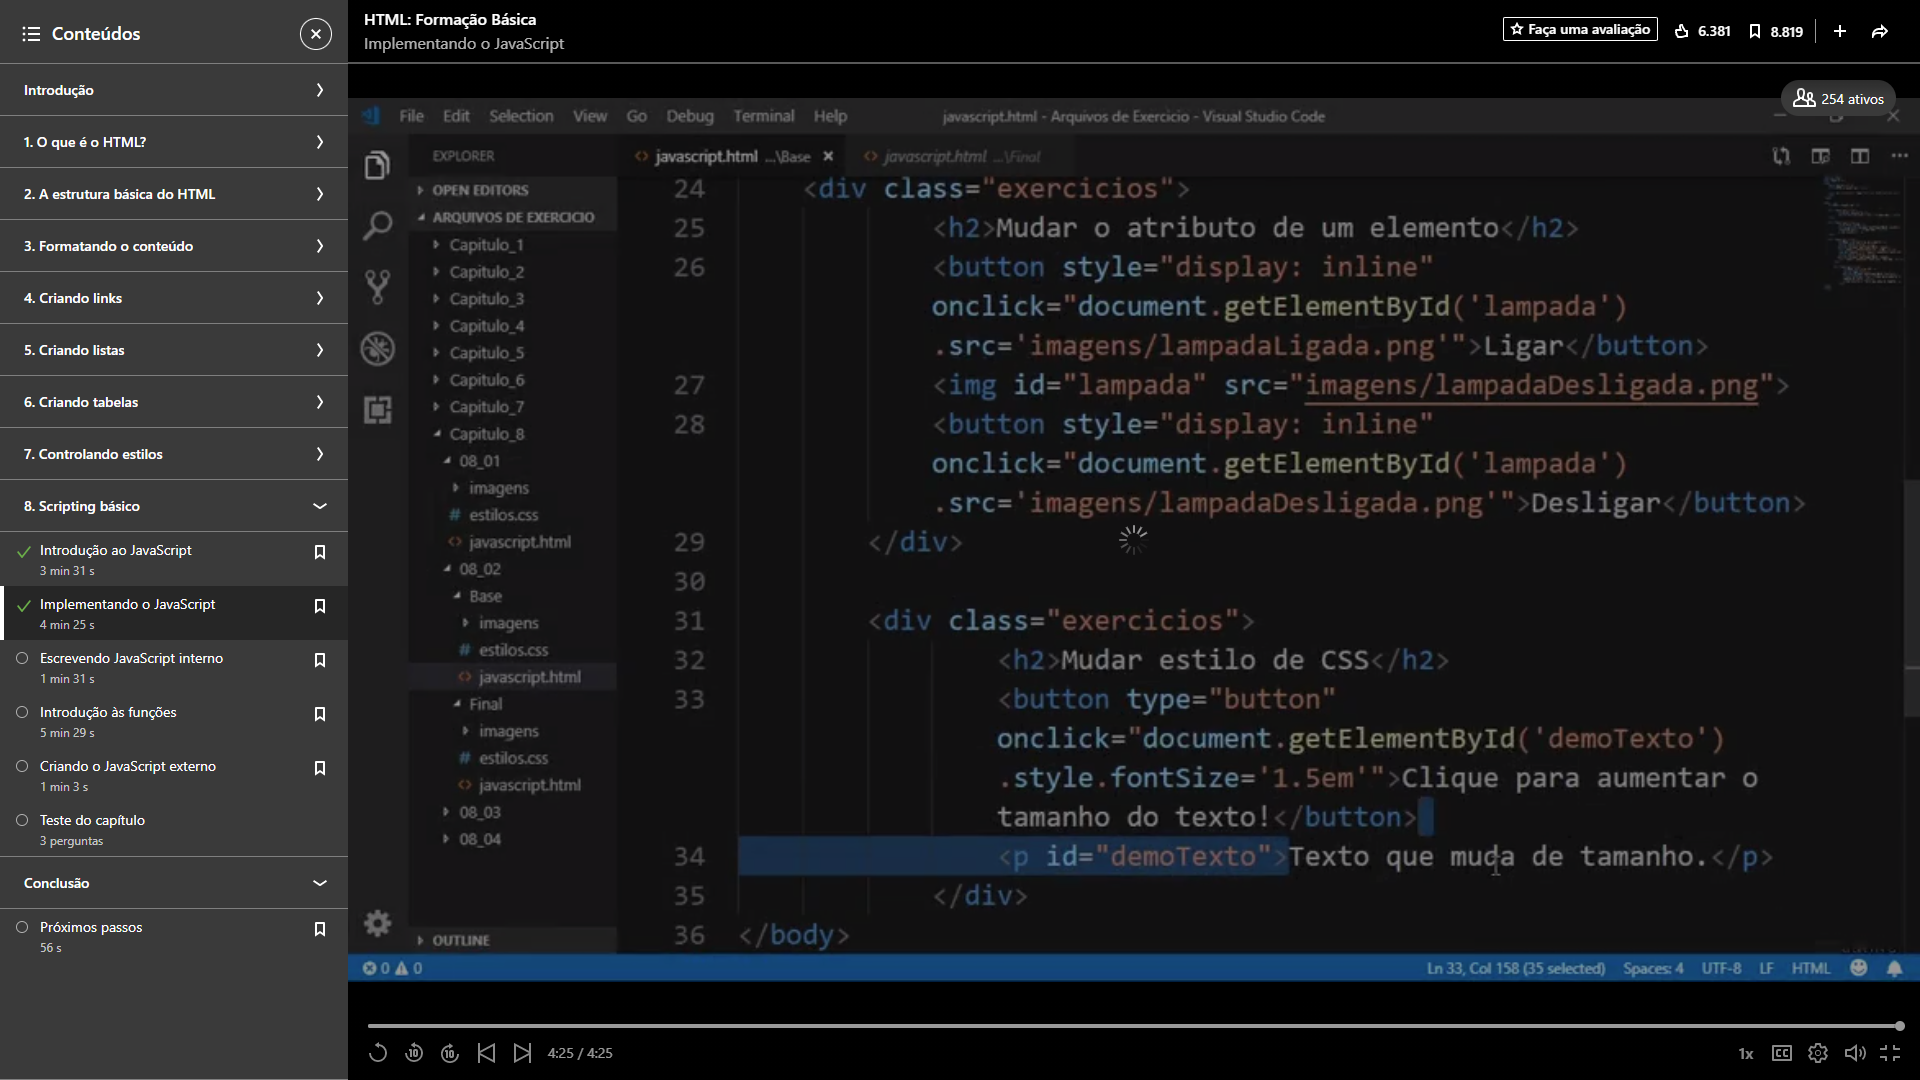 Conteúdos
Introdução
1. O que é o HTML?
2. A estrutura básica do HTML
3. Formatando o conteúdo
4. Criando links
5. Criando listas
6. Criando tabelas
7. Controlando estilos
8. Scripting básico
Introdução ao JavaScript
3 min 31 s
Implementando o JavaScript
4 min 25 s
Escrevendo JavaScript interno
1 min 31 s
Introdução às funções
5 min 29 s
Criando o JavaScript externo
1 min 3 s
Teste do capítulo
3 perguntas
Conclusão
Próximos passos
56 s
HTML: Formação Básica
Implementando o JavaScript
Faça uma avaliação
6.381
8.819
254 ativos
File Edit Selection View Go Debug Terminal Help
javascript.html - Arquivos de Exercicio - Visual Studio Code
EXPLORER
OPEN EDITORS
ARQUIVOS DE EXERCICIO
Capitulo_1
Capitulo_2
Capitulo_3
Capitulo_4
Capitulo_5
Capitulo_6
Capitulo_7
Capitulo_8
08_01
imagens
# estilos.css
<> javascript.html
08_02
Base
imagens
# estilos.css
<> javascript.html
Final
imagens
# estilos.css
<> javascript.html
08_03
08_04
OUTLINE
<> javascript.html ...\Base ×
<> javascript.html ...\Final
24 <div class="exercicios">
25 <h2>Mudar o atributo de um elemento</h2>
26 <button style="display: inline"
onclick="document.getElementById('lampada')
.src='imagens/lampadaLigada.png'">Ligar</button>
27 <img id="lampada" src="imagens/lampadaDesligada.png">
28 <button style="display: inline"
onclick="document.getElementById('lampada')
.src='imagens/lampadaDesligada.png'">Desligar</button>
29 </div>
30
31 <div class="exercicios">
32 <h2>Mudar estilo de CSS</h2>
33 <button type="button"
onclick="document.getElementById('demoTexto')
.style.fontSize='1.5em'">Clique para aumentar o
tamanho do texto!</button>
34 <p id="demoTexto">Texto que muda de tamanho.</p>
35 </div>
36 </body>
0 0
Ln 33, Col 158 (35 selected) Spaces: 4 UTF-8 LF HTML
10
10
4:25 / 4:25
1x
CC